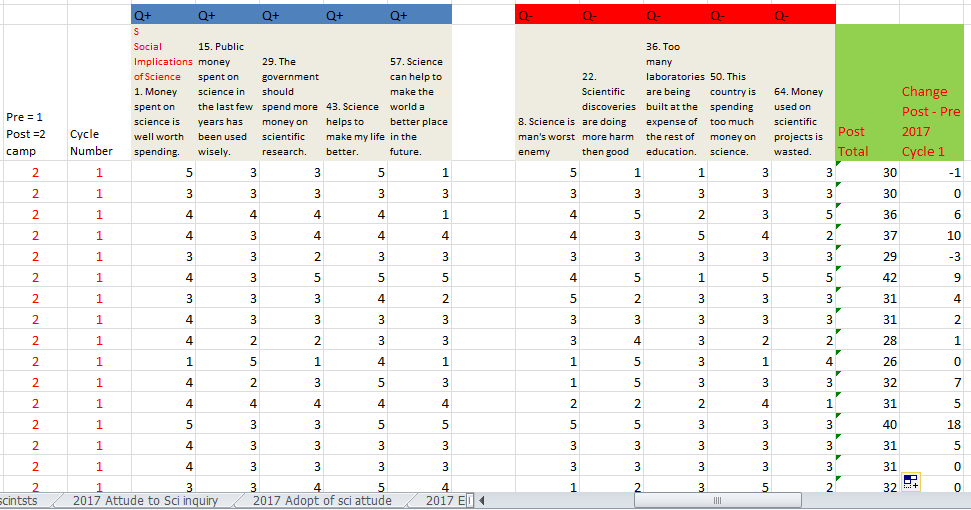 Q+ Q+ Q+ Q+ Q+ Q- Q- Q- Q- Q-
Pre = 1
Post =2
camp
Cycle
Number
S
Social
Implications
of Science
1. Money
spent on
science is
well worth
spending.
15. Public
money
spent on
science in
the last few
years has
been used
wisely.
29. The
government
should
spend more
money on
scientific
research.
43. Science
helps to
make my life
better.
57. Science
can help to
make the
world a
better place
in the
future.
8. Science is
man's worst
enemy
22.
Scientific
discoveries
are doing
more harm
then good
36. Too
many
laboratories
are being
built at the
expense of
the rest of
education.
50. This
country is
spending
too much
money on
science.
64. Money
used on
scientific
projects is
wasted.
Post
Total
Change
Post - Pre
2017
Cycle 1
2 1 5 3 3 5 1 5 1 1 3 3 30 -1
2 1 3 3 3 3 3 3 3 3 3 3 30 0
2 1 4 4 4 4 1 4 5 2 3 5 36 6
2 1 4 3 4 4 4 4 3 5 4 2 37 10
2 1 3 3 2 3 3 3 3 3 3 3 29 -3
2 1 4 3 5 5 5 4 5 1 5 5 42 9
2 1 3 3 3 4 2 5 2 3 3 3 31 4
2 1 4 3 3 3 3 3 3 3 3 3 31 2
2 1 4 2 2 3 3 3 4 3 2 2 28 1
2 1 1 5 1 4 1 1 5 3 1 4 26 0
2 1 4 2 3 5 3 1 5 3 3 3 32 7
2 1 4 4 4 4 4 2 2 2 4 1 31 5
2 1 5 3 3 5 5 5 5 3 3 3 40 18
2 1 4 3 3 3 3 3 3 3 3 3 31 5
2 1 4 3 3 3 3 3 3 3 3 3 31 0
2 1 3 3 4 5 4 1 2 3 5 2 32 0
scintsts 2017 Attude to Sci inquiry 2017 Adopt of sci attude 2017 E